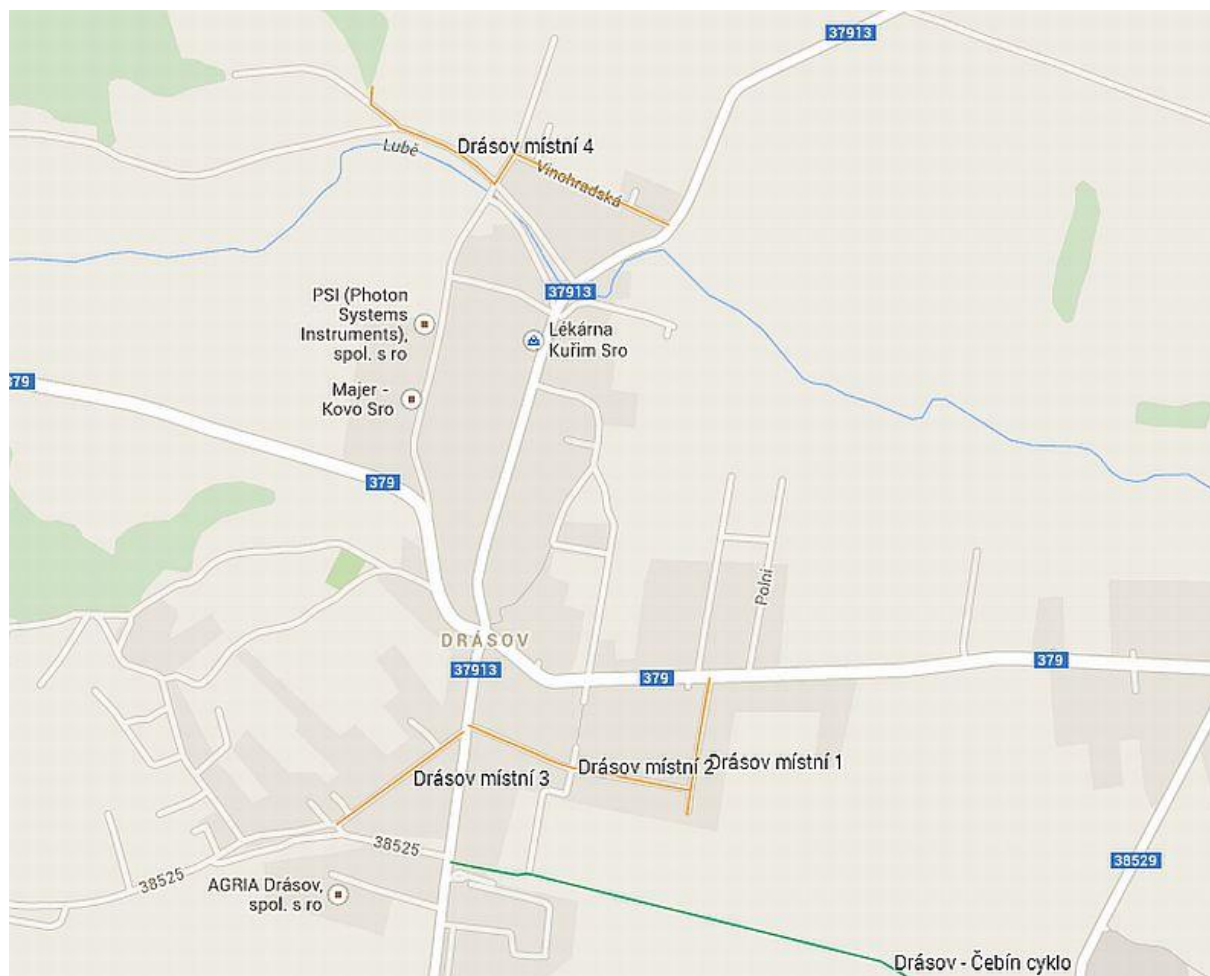 37913
Drásov místní 4
Lubě
Vinohradská
37913
PSI (Photon
Systems
Instruments),
spol. s ro
Lékárna
Kuřim Sro
379
Majer -
Kovo Sro
379
Polní
DRÁSOV
37913
379
379
Drásov místní 2
Drásov místní 1
Drásov místní 3
38525
38529
38525
AGRIA Drásov,
spol. s ro
Drásov - Čebín cyklo